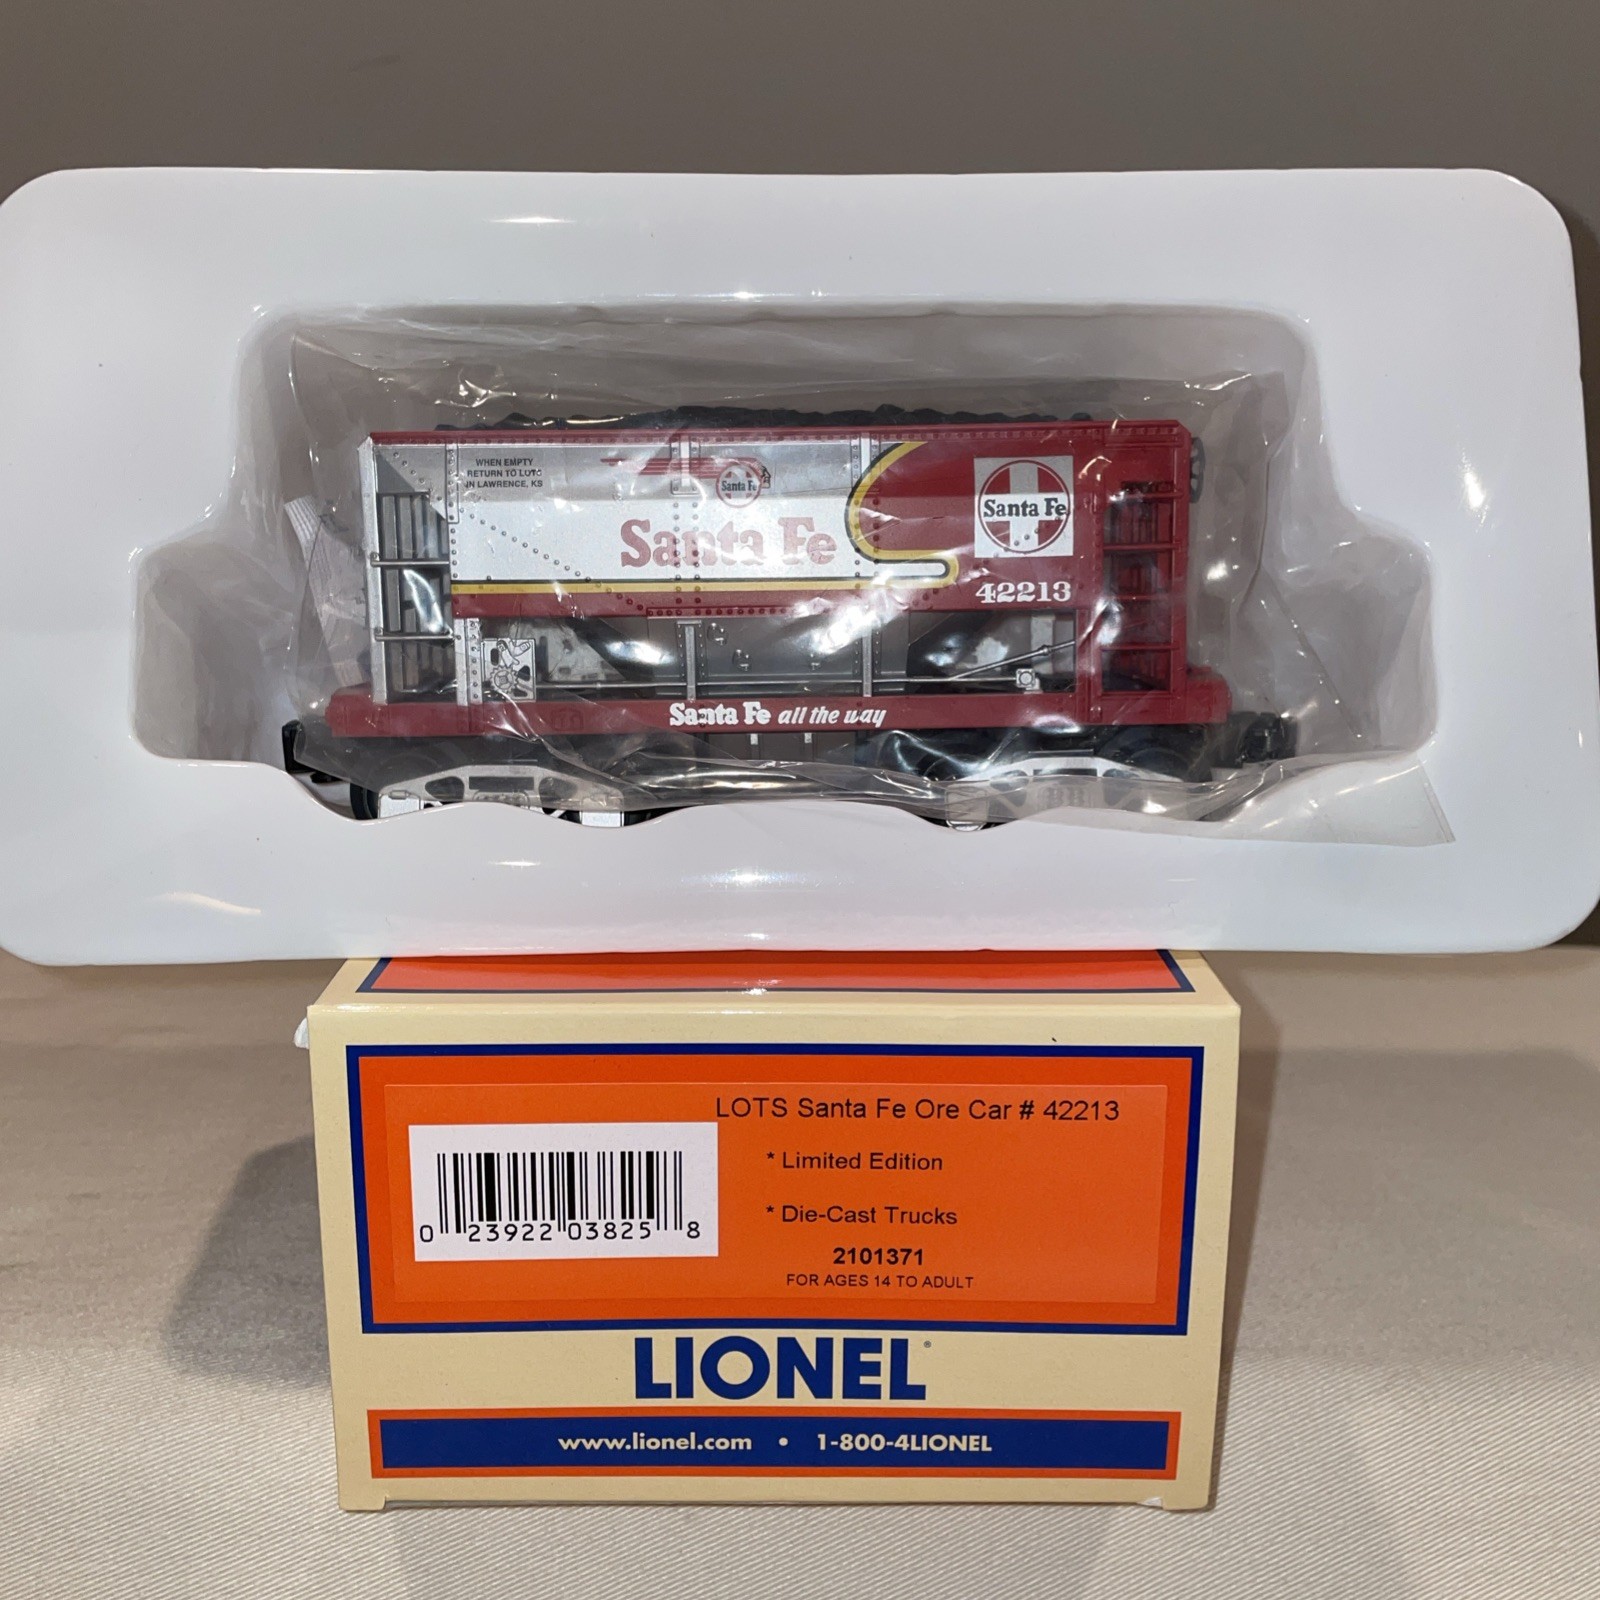 WHEN EMPTY
RETURN TO LOTS
IN LAWRENCE, KS
Santa Fe
Santa Fe
Santa Fe
42213
Santa Fe all the way
LOTS Santa Fe Ore Car # 42213
* Limited Edition
* Die-Cast Trucks
2101371
FOR AGES 14 TO ADULT
0 23922 03825 8
LIONEL®
www.lionel.com • 1-800-4LIONEL